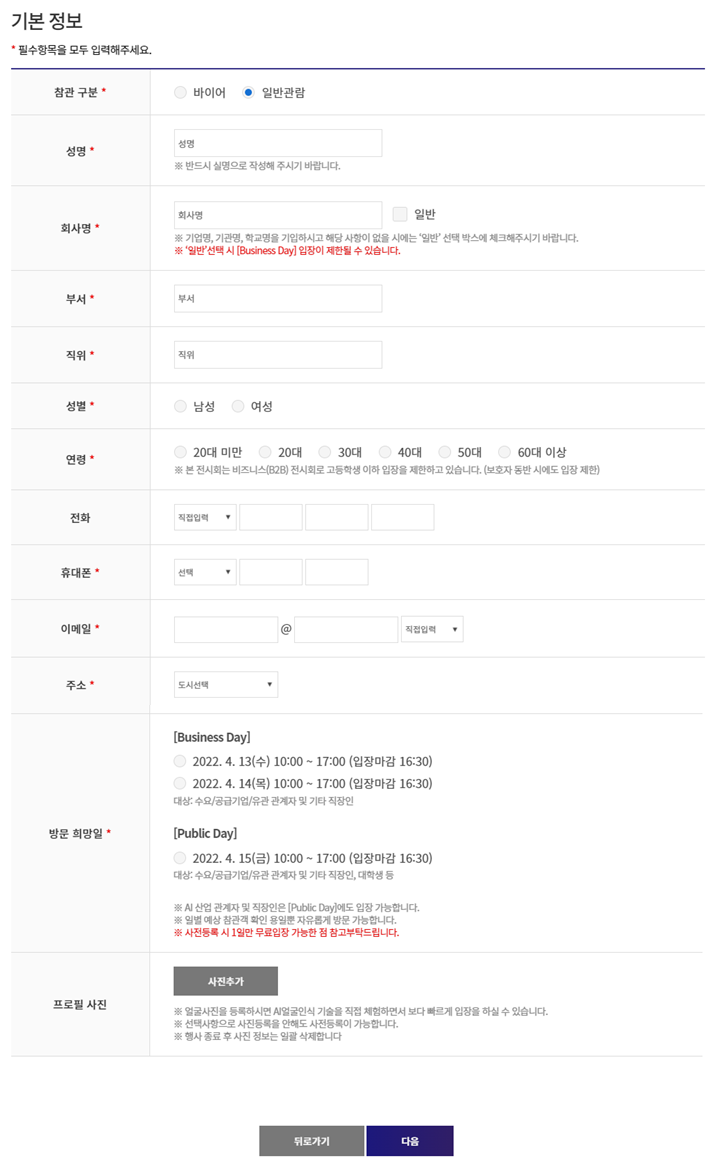 기본 정보
* 필수항목을 모두 입력해주세요.
참관 구분 * 바이어 일반관람
성명 * 성명
※ 반드시 실명으로 작성해 주시기 바랍니다.
회사명 * 회사명 일반
※ 기업명, 기관명, 학교명을 기입하시고 해당 사항이 없을 시에는 ‘일반’ 선택 박스에 체크해주시기 바랍니다.
※ ‘일반’선택 시 [Business Day] 입장이 제한될 수 있습니다.
부서 * 부서
직위 * 직위
성별 * 남성 여성
연령 * 20대 미만 20대 30대 40대 50대 60대 이상
※ 본 전시회는 비즈니스(B2B) 전시회로 고등학생 이하 입장을 제한하고 있습니다. (보호자 동반 시에도 입장 제한)
전화 직접입력 ▼
휴대폰 * 선택 ▼
이메일 * @ 직접입력 ▼
주소 * 도시선택 ▼
방문 희망일 *
[Business Day]
2022. 4. 13(수) 10:00 ~ 17:00 (입장마감 16:30)
2022. 4. 14(목) 10:00 ~ 17:00 (입장마감 16:30)
대상: 수요/공급기업/유관 관계자 및 기타 직장인
[Public Day]
2022. 4. 15(금) 10:00 ~ 17:00 (입장마감 16:30)
대상: 수요/공급기업/유관 관계자 및 기타 직장인, 대학생 등
※ AI 산업 관계자 및 직장인은 [Public Day]에도 입장 가능합니다.
※ 일별 예상 참관객 확인 용일뿐 자유롭게 방문 가능합니다.
※ 사전등록 시 1일만 무료입장 가능한 점 참고부탁드립니다.
프로필 사진
사진추가
※ 얼굴사진을 등록하시면 AI얼굴인식 기술을 직접 체험하면서 보다 빠르게 입장을 하실 수 있습니다.
※ 선택사항으로 사진등록을 안해도 사전등록이 가능합니다.
※ 행사 종료 후 사진 정보는 일괄 삭제합니다
뒤로가기 다음